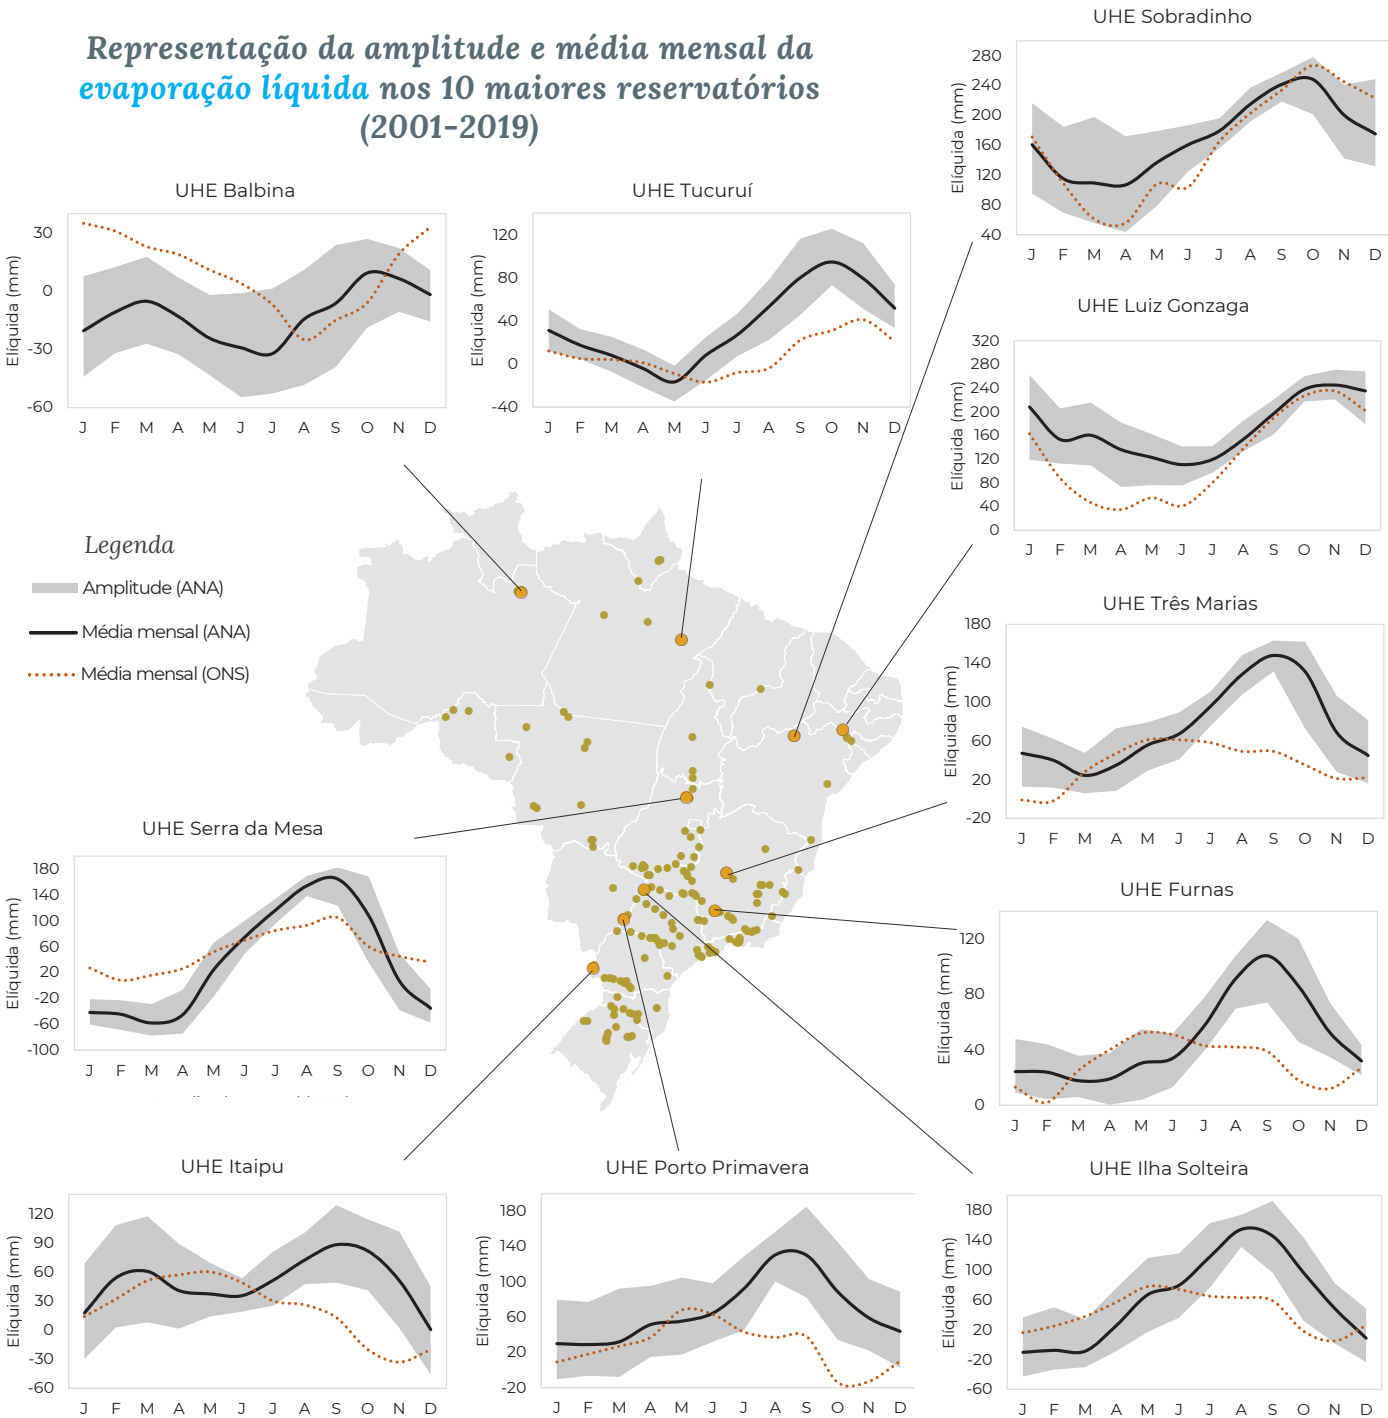 Representação da amplitude e média mensal da
evaporação líquida nos 10 maiores reservatórios
(2001-2019)
UHE Sobradinho
Elíquida (mm)
280
240
200
160
120
80
40
J F M A M J J A S O N D
UHE Balbina
Elíquida (mm)
30
0
-30
-60
J F M A M J J A S O N D
UHE Tucuruí
Elíquida (mm)
120
80
40
0
-40
J F M A M J J A S O N D
UHE Luiz Gonzaga
Elíquida (mm)
320
280
240
200
160
120
80
40
0
J F M A M J J A S O N D
Legenda
Amplitude (ANA)
Média mensal (ANA)
Média mensal (ONS)
UHE Três Marias
Elíquida (mm)
180
140
100
60
20
-20
J F M A M J J A S O N D
UHE Serra da Mesa
Elíquida (mm)
180
140
100
60
20
-20
-60
-100
J F M A M J J A S O N D
UHE Furnas
Elíquida (mm)
120
80
40
0
J F M A M J J A S O N D
UHE Itaipu
Elíquida (mm)
120
90
60
30
0
-30
-60
J F M A M J J A S O N D
UHE Porto Primavera
Elíquida (mm)
180
140
100
60
20
-20
J F M A M J J A S O N D
UHE Ilha Solteira
Elíquida (mm)
180
140
100
60
20
-20
-60
J F M A M J J A S O N D